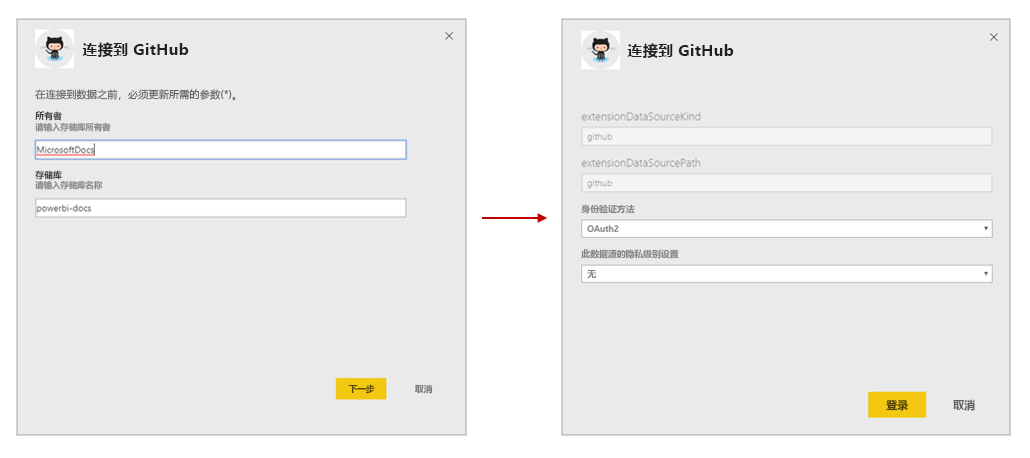 连接到 GitHub
在连接到数据之前，必须更新所需的参数(*)。
所有者
请输入存储库所有者
MicrosoftDocs
存储库
请输入存储库名称
powerbi-docs
下一步
取消
连接到 GitHub
extensionDataSourceKind
github
extensionDataSourcePath
github
身份验证方法
OAuth2
此数据源的隐私级别设置
无
登录
取消